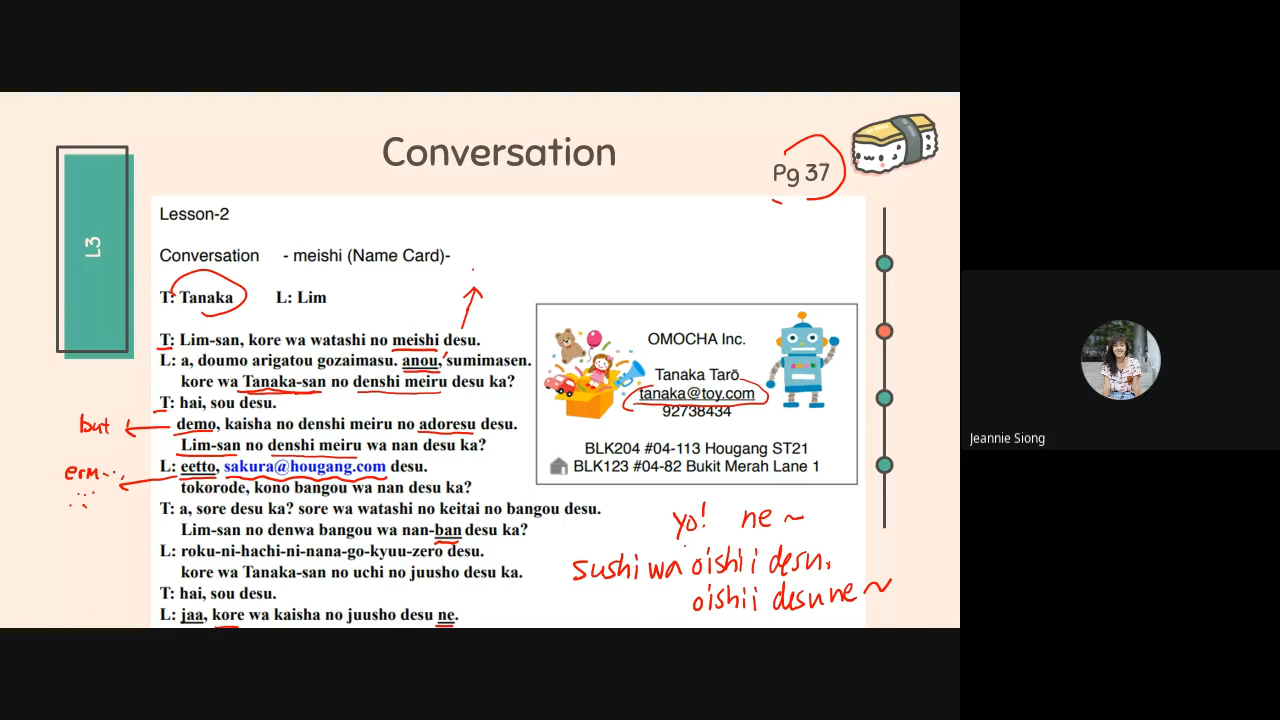 Conversation
Pg 37
L3
Lesson-2
Conversation - meishi (Name Card)-
T: Tanaka L: Lim
T: Lim-san, kore wa watashi no meishi desu.
L: a, doumo arigatou gozaimasu. anou, sumimasen.
kore wa Tanaka-san no denshi meiru desu ka?
T: hai, sou desu.
demo, kaisha no denshi meiru no adoresu desu.
Lim-san no denshi meiru wa nan desu ka?
L: eetto, sakura@hougang.com desu.
tokorode, kono bangou wa nan desu ka?
T: a, sore desu ka? sore wa watashi no keitai no bangou desu.
Lim-san no denwa bangou wa nan-ban desu ka?
L: roku-ni-hachi-ni-nana-go-kyuu-zero desu.
kore wa Tanaka-san no uchi no juusho desu ka.
T: hai, sou desu.
L: jaa, kore wa kaisha no juusho desu ne.
but
erm...
OMOCHA Inc.
Tanaka Tarō
tanaka@toy.com
92738434
BLK204 #04-113 Hougang ST21
BLK123 #04-82 Bukit Merah Lane 1
yo! ne ~
sushi wa oishii desu.
oishii desu ne ~
Jeannie Siong